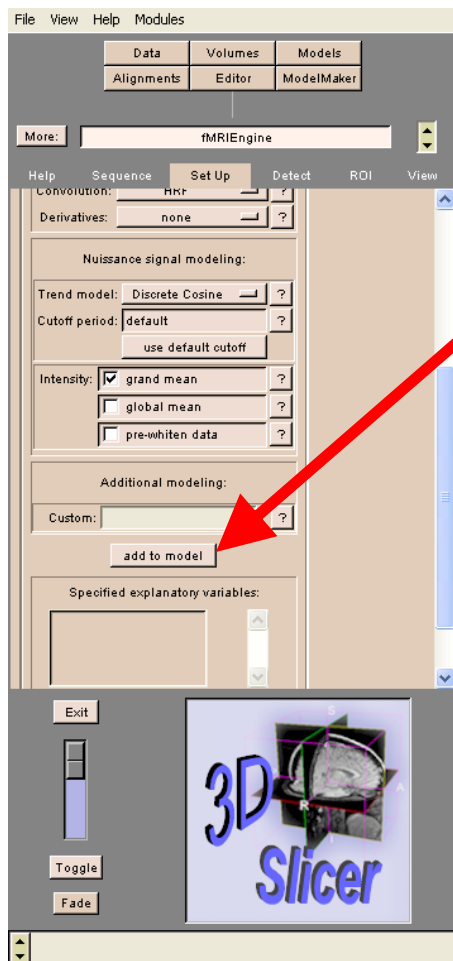 File View Help Modules
Data Volumes Models
Alignments Editor ModelMaker
More: fMRIEngine
Help Sequence Set Up Detect ROI View
Convolution: HRF ?
Derivatives: none ?
Nuissance signal modeling:
Trend model: Discrete Cosine ?
Cutoff period: default ?
use default cutoff
Intensity: grand mean ?
global mean ?
pre-whiten data ?
Additional modeling:
Custom: ?
add to model
Specified explanatory variables:
Exit
Toggle
Fade
S
R
A
I
3D
Slicer